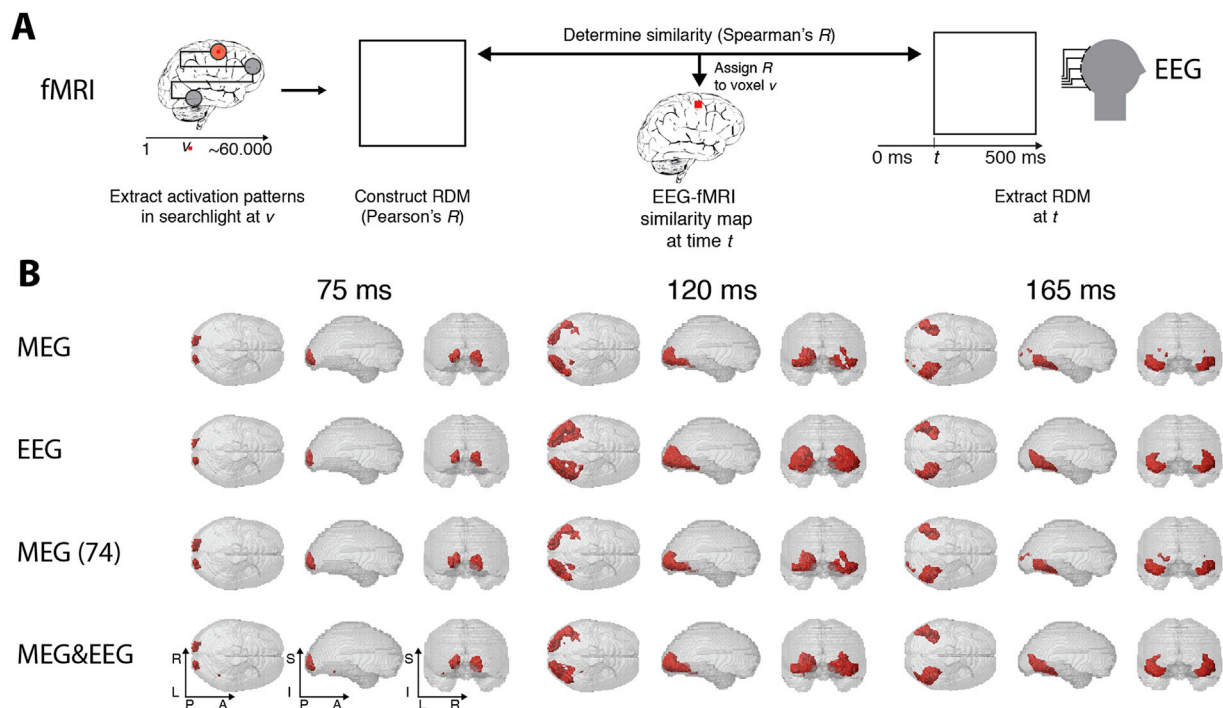 A
fMRI
1 v ~60.000
Extract activation patterns
in searchlight at v
Construct RDM
(Pearson's R)
Determine similarity (Spearman's R)
Assign R
to voxel v
EEG-fMRI
similarity map
at time t
0 ms t 500 ms
Extract RDM
at t
EEG
B
75 ms 120 ms 165 ms
MEG
EEG
MEG (74)
MEG&EEG
R
L
P A
S
I
P A
S
I
L R